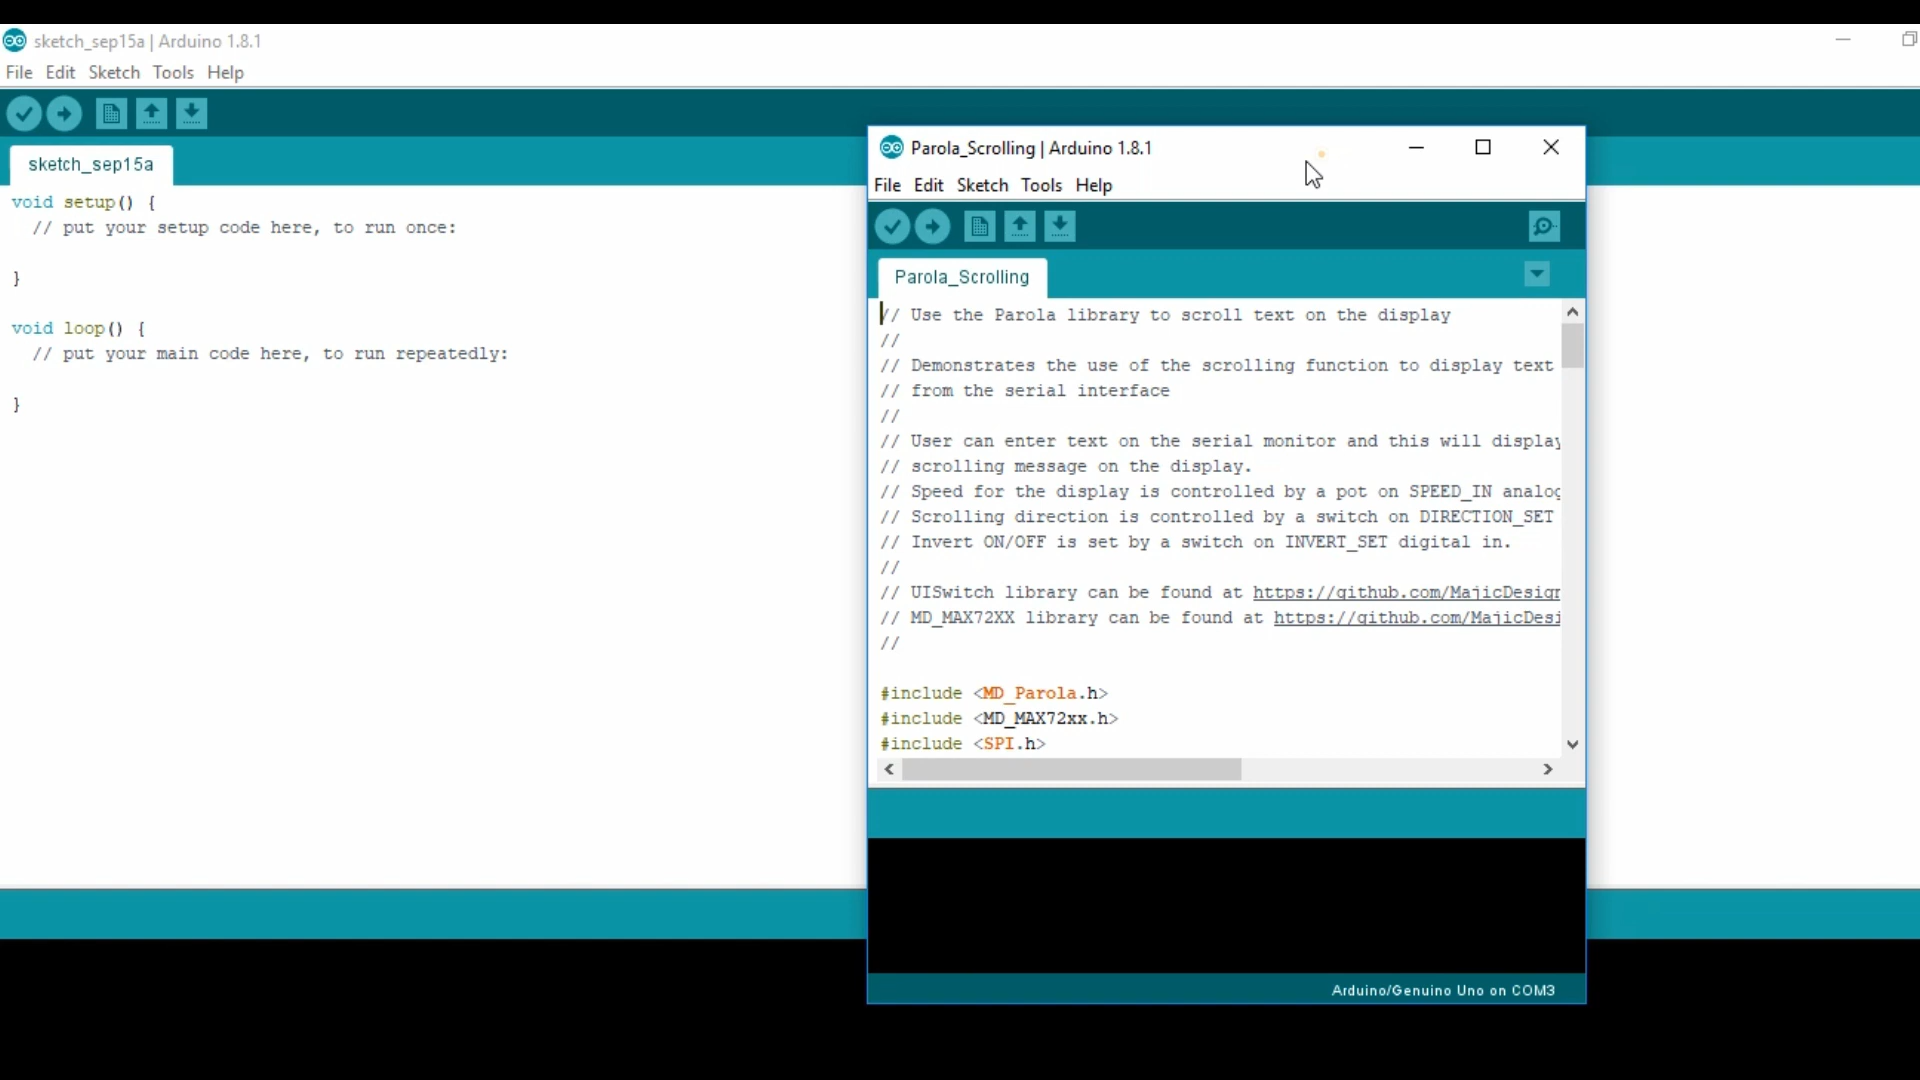 sketch_sep15a | Arduino 1.8.1
File Edit Sketch Tools Help
sketch_sep15a
void setup() {
// put your setup code here, to run once:
}
void loop() {
// put your main code here, to run repeatedly:
}
Parola_Scrolling | Arduino 1.8.1
File Edit Sketch Tools Help
Parola_Scrolling
// Use the Parola library to scroll text on the display
//
// Demonstrates the use of the scrolling function to display text
// from the serial interface
//
// User can enter text on the serial monitor and this will display
// scrolling message on the display.
// Speed for the display is controlled by a pot on SPEED_IN analog
// Scrolling direction is controlled by a switch on DIRECTION_SET
// Invert ON/OFF is set by a switch on INVERT_SET digital in.
//
// UISwitch library can be found at https://github.com/MajicDesign
// MD_MAX72XX library can be found at https://github.com/MajicDesi
//
#include <MD_Parola.h>
#include <MD_MAX72xx.h>
#include <SPI.h>
Arduino/Genuino Uno on COM3